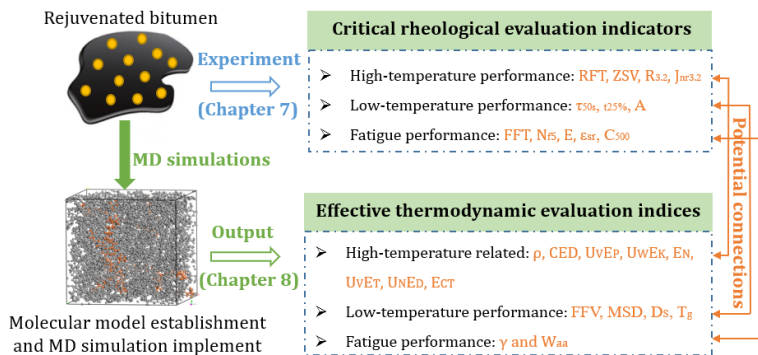 Rejuvenated bitumen
Experiment
(Chapter 7)
MD simulations
Output
(Chapter 8)
Molecular model establishment
and MD simulation implement
Critical rheological evaluation indicators
➤ High-temperature performance: RFT, ZSV, R3.2, Jnr3.2
➤ Low-temperature performance: τ50s, t25%, A
➤ Fatigue performance: FFT, Nf5, E, εsr, C500
Effective thermodynamic evaluation indices
➤ High-temperature related: ρ, CED, UVEP, UWEK, EN,
UVET, UNED, ECT
➤ Low-temperature performance: FFV, MSD, DS, Tg
➤ Fatigue performance: γ and Waa
Potential connections